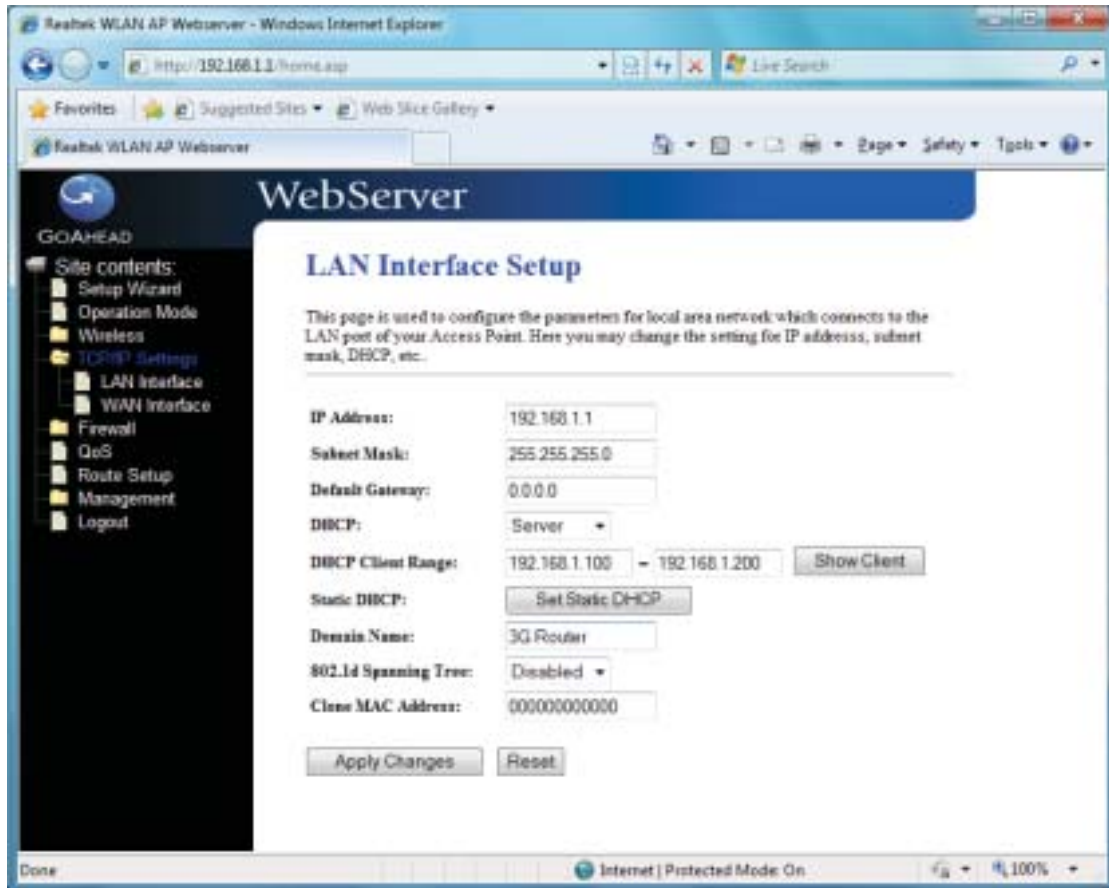 Realtek WLAN AP Webserver - Windows Internet Explorer
http://192.168.1.1/home.asp
Live Search
Favorites Suggested Sites Web Slice Gallery
Realtek WLAN AP Webserver
Page Safety Tools
WebServer
GOAHEAD
Site contents:
Setup Wizard
Operation Mode
Wireless
TCP/IP Settings
LAN Interface
WAN Interface
Firewall
QoS
Route Setup
Management
Logout
LAN Interface Setup
This page is used to configure the parameters for local area network which connects to the
LAN port of your Access Point. Here you may change the setting for IP addresss, subnet
mask, DHCP, etc..
IP Address: 192.168.1.1
Subnet Mask: 255.255.255.0
Default Gateway: 0.0.0.0
DHCP: Server
DHCP Client Range: 192.168.1.100 - 192.168.1.200 Show Client
Static DHCP: Set Static DHCP
Domain Name: 3G Router
802.1d Spanning Tree: Disabled
Clone MAC Address: 000000000000
Apply Changes Reset
Done Internet | Protected Mode: On 100%